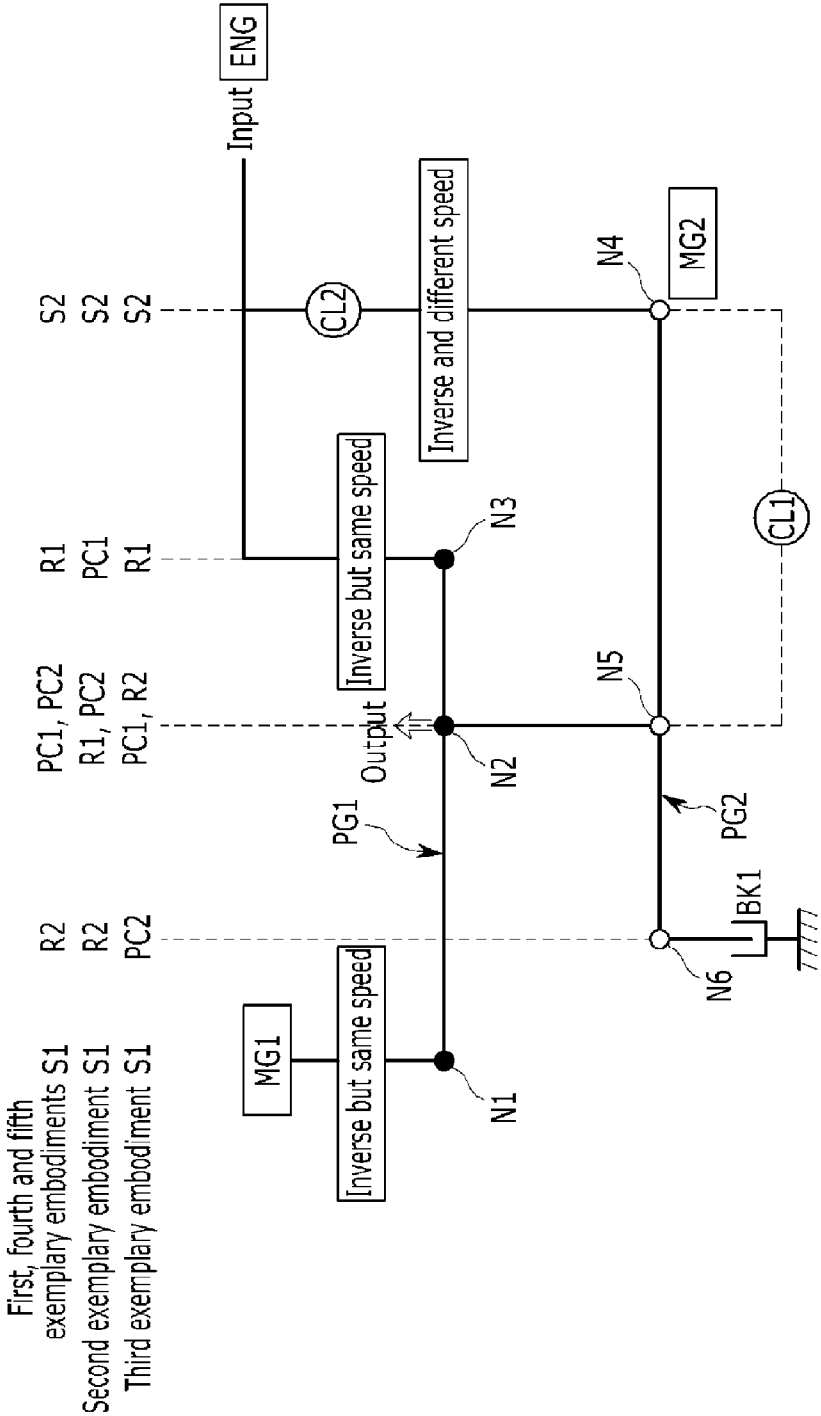 First, fourth and fifth
exemplary embodiments S1 R2 PC1, PC2 R1 S2
Second exemplary embodiment S1 R2 R1, PC2 PC1 S2
Third exemplary embodiment S1 PC2 PC1, R2 R1 S2
Input ENG
MG1
Output
CL2
Inverse but same speed
Inverse but same speed
Inverse and different speed
PG1
N1
N2
N3
N4
MG2
N5
PG2
N6
BK1
CL1